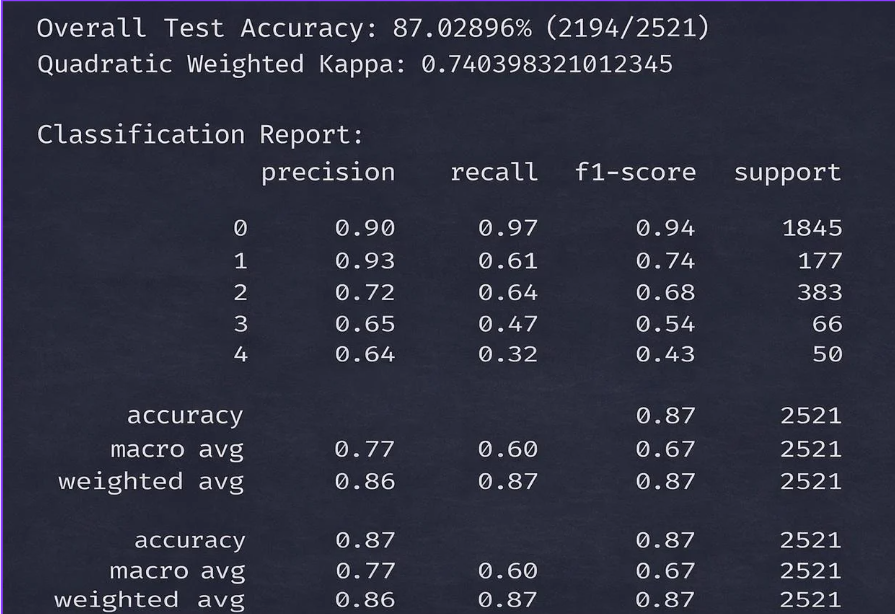 Overall Test Accuracy: 87.02896% (2194/2521)
Quadratic Weighted Kappa: 0.740398321012345
Classification Report:
precision recall f1-score support
0 0.90 0.97 0.94 1845
1 0.93 0.61 0.74 177
2 0.72 0.64 0.68 383
3 0.65 0.47 0.54 66
4 0.64 0.32 0.43 50
accuracy 0.87 2521
macro avg 0.77 0.60 0.67 2521
weighted avg 0.86 0.87 0.87 2521
accuracy 0.87 0.87 2521
macro avg 0.77 0.60 0.67 2521
weighted avg 0.86 0.87 0.87 2521